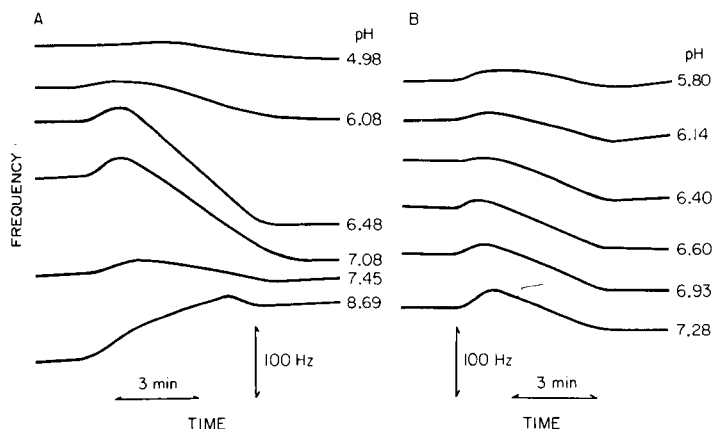 A
pH
4.98
6.08
6.48
7.08
7.45
8.69
FREQUENCY
100 Hz
3 min
TIME
B
pH
5.80
6.14
6.40
6.60
6.93
7.28
100 Hz
3 min
TIME